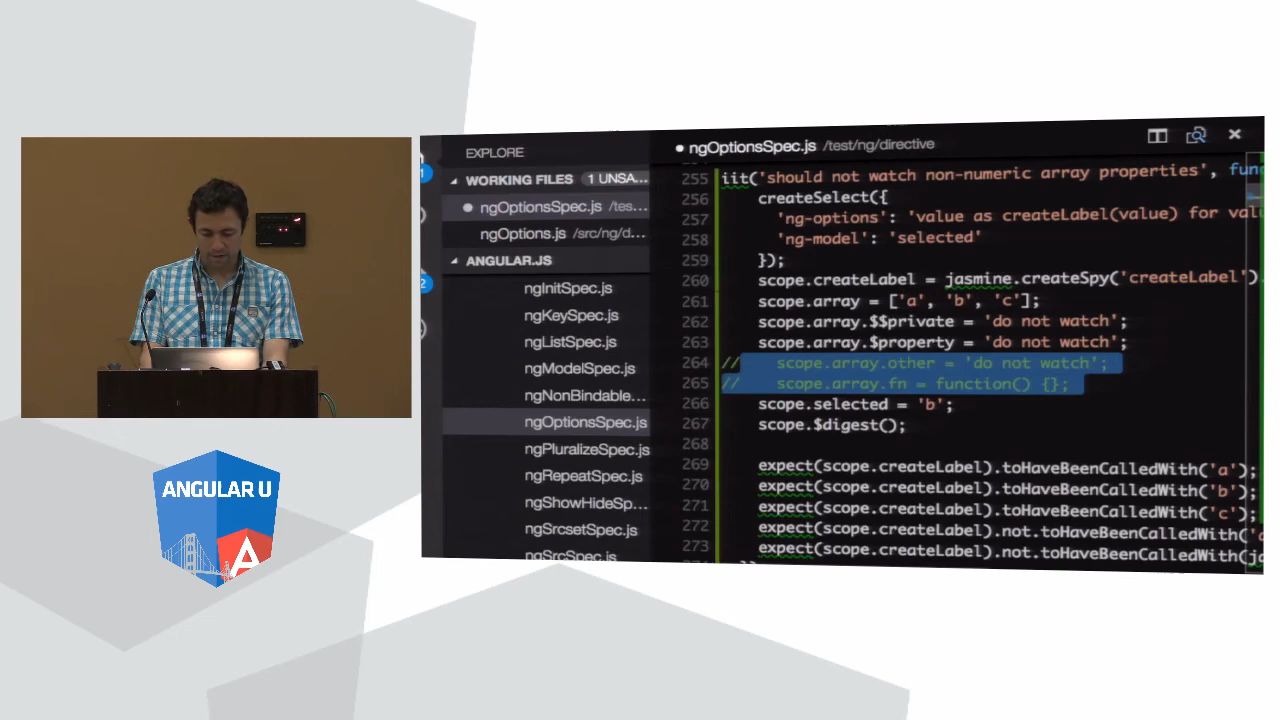 EXPLORE
WORKING FILES 1 UNSA...
ngOptionsSpec.js /tes...
ngOptions.js /src/ng/d...
ANGULAR.JS
ngInitSpec.js
ngKeySpec.js
ngListSpec.js
ngModelSpec.js
ngNonBindable...
ngOptionsSpec.js
ngPluralizeSpec.js
ngRepeatSpec.js
ngShowHideSp...
ngSrcsetSpec.js
ngSrcSpec.js
ngOptionsSpec.js /test/ng/directive
255 iit('should not watch non-numeric array properties', func
256 createSelect({
257 'ng-options': 'value as createLabel(value) for valu
258 'ng-model': 'selected'
259 });
260 scope.createLabel = jasmine.createSpy('createLabel').
261 scope.array = ['a', 'b', 'c'];
262 scope.array.$$private = 'do not watch';
263 scope.array.$property = 'do not watch';
264 // scope.array.other = 'do not watch';
265 // scope.array.fn = function() {};
266 scope.selected = 'b';
267 scope.$digest();
268
269 expect(scope.createLabel).toHaveBeenCalledWith('a');
270 expect(scope.createLabel).toHaveBeenCalledWith('b');
271 expect(scope.createLabel).toHaveBeenCalledWith('c');
272 expect(scope.createLabel).not.toHaveBeenCalledWith('d
273 expect(scope.createLabel).not.toHaveBeenCalledWith(ja
ANGULAR U
A